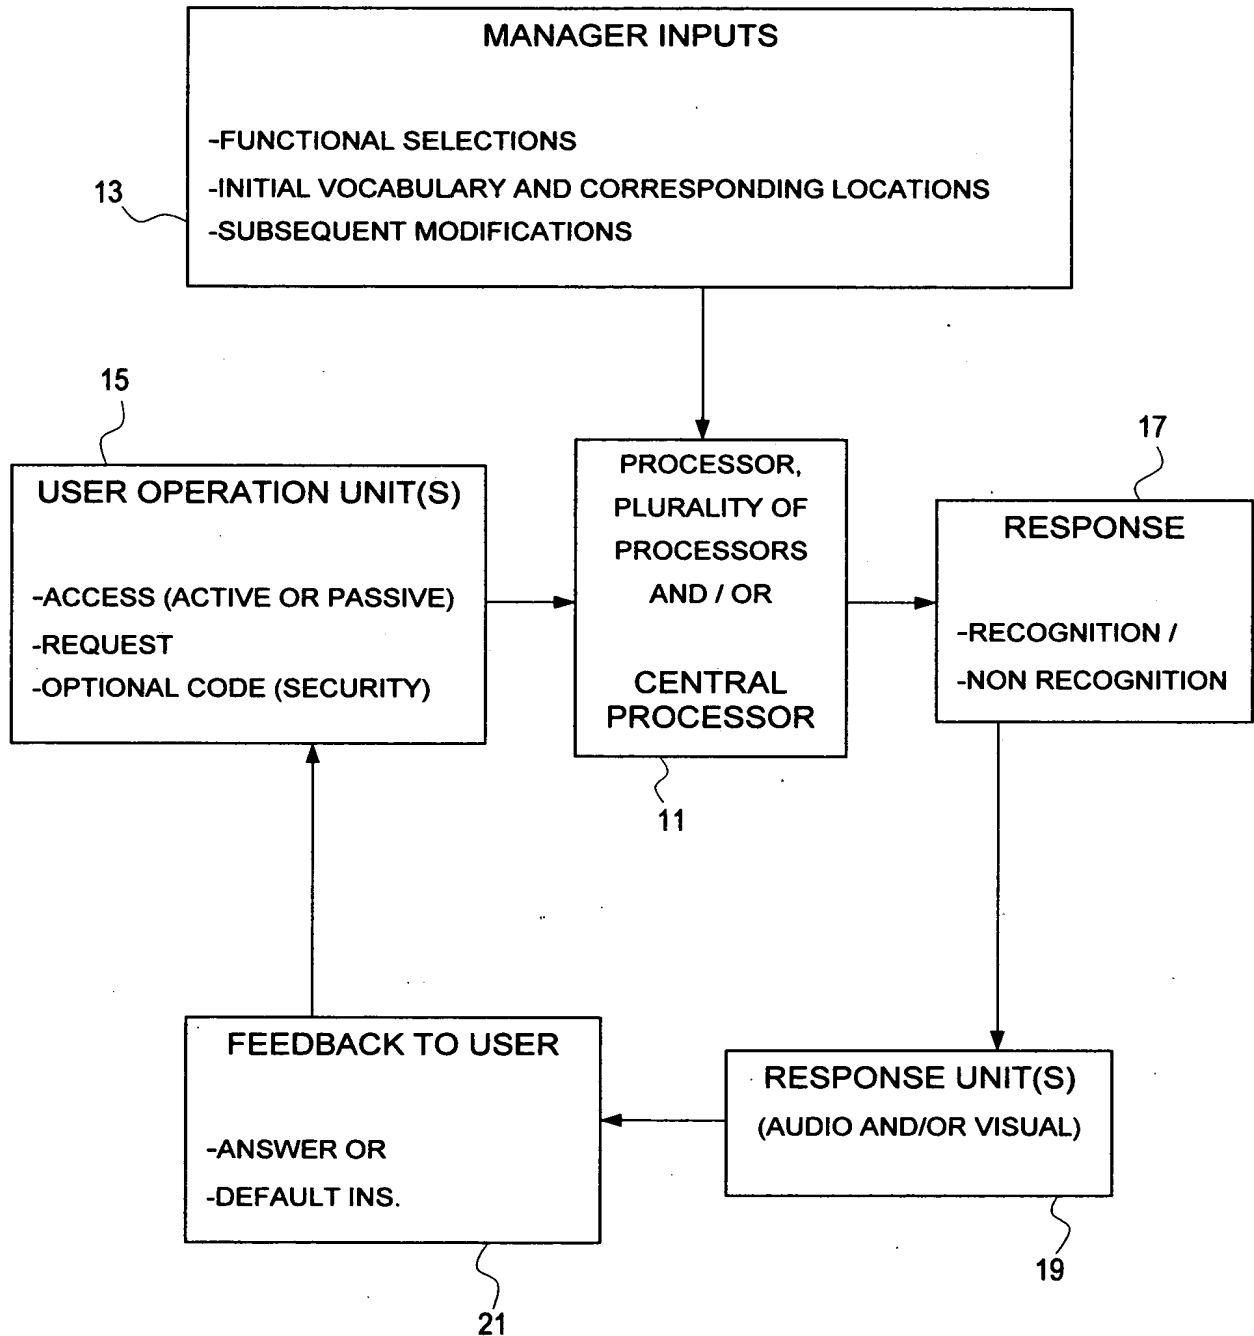 MANAGER INPUTS
-FUNCTIONAL SELECTIONS
-INITIAL VOCABULARY AND CORRESPONDING LOCATIONS
-SUBSEQUENT MODIFICATIONS
13
15
USER OPERATION UNIT(S)
-ACCESS (ACTIVE OR PASSIVE)
-REQUEST
-OPTIONAL CODE (SECURITY)
PROCESSOR,
PLURALITY OF
PROCESSORS
AND / OR
CENTRAL
PROCESSOR
11
17
RESPONSE
-RECOGNITION /
-NON RECOGNITION
FEEDBACK TO USER
-ANSWER OR
-DEFAULT INS.
21
RESPONSE UNIT(S)
(AUDIO AND/OR VISUAL)
19